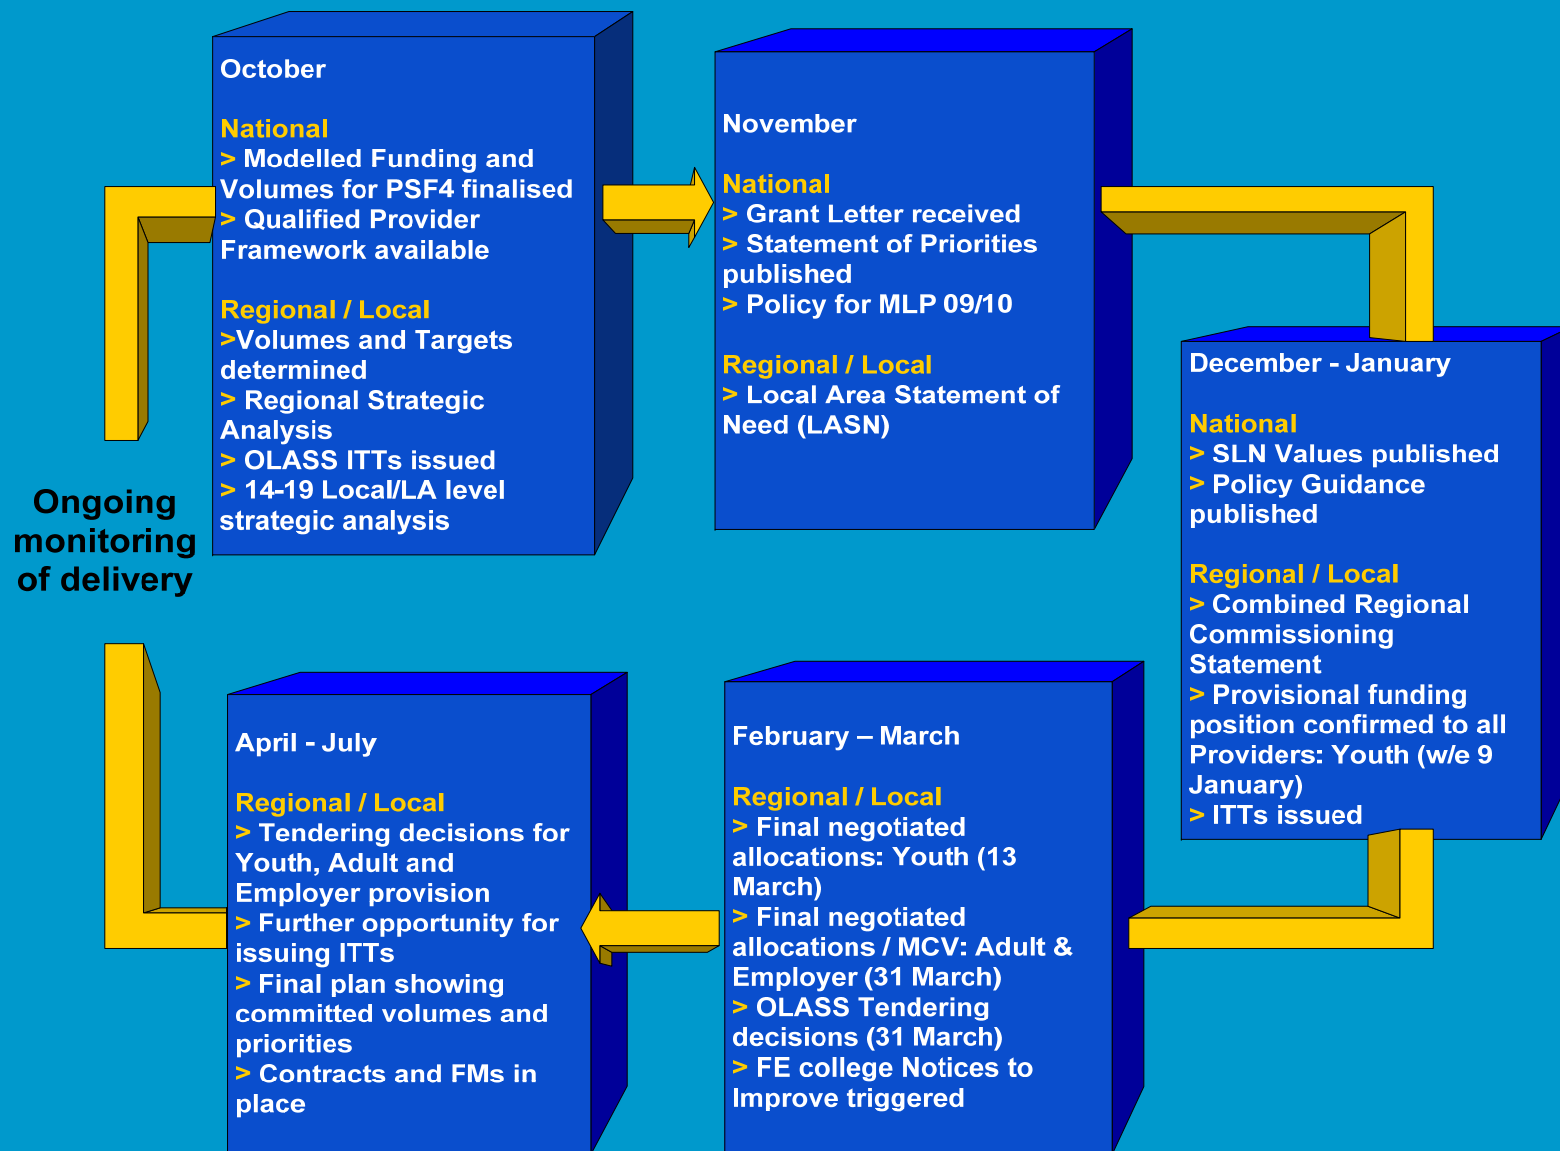 October
National
> Modelled Funding and
Volumes for PSF4 finalised
> Qualified Provider
Framework available
Regional / Local
>Volumes and Targets
determined
> Regional Strategic
Analysis
> OLASS ITTs issued
> 14-19 Local/LA level
strategic analysis
November
National
> Grant Letter received
> Statement of Priorities
published
> Policy for MLP 09/10
Regional / Local
> Local Area Statement of
Need (LASN)
December - January
National
> SLN Values published
> Policy Guidance
published
Regional / Local
> Combined Regional
Commissioning
Statement
> Provisional funding
position confirmed to all
Providers: Youth (w/e 9
January)
> ITTs issued
February – March
Regional / Local
> Final negotiated
allocations: Youth (13
March)
> Final negotiated
allocations / MCV: Adult &
Employer (31 March)
> OLASS Tendering
decisions (31 March)
> FE college Notices to
Improve triggered
April - July
Regional / Local
> Tendering decisions for
Youth, Adult and
Employer provision
> Further opportunity for
issuing ITTs
> Final plan showing
committed volumes and
priorities
> Contracts and FMs in
place
Ongoing
monitoring
of delivery